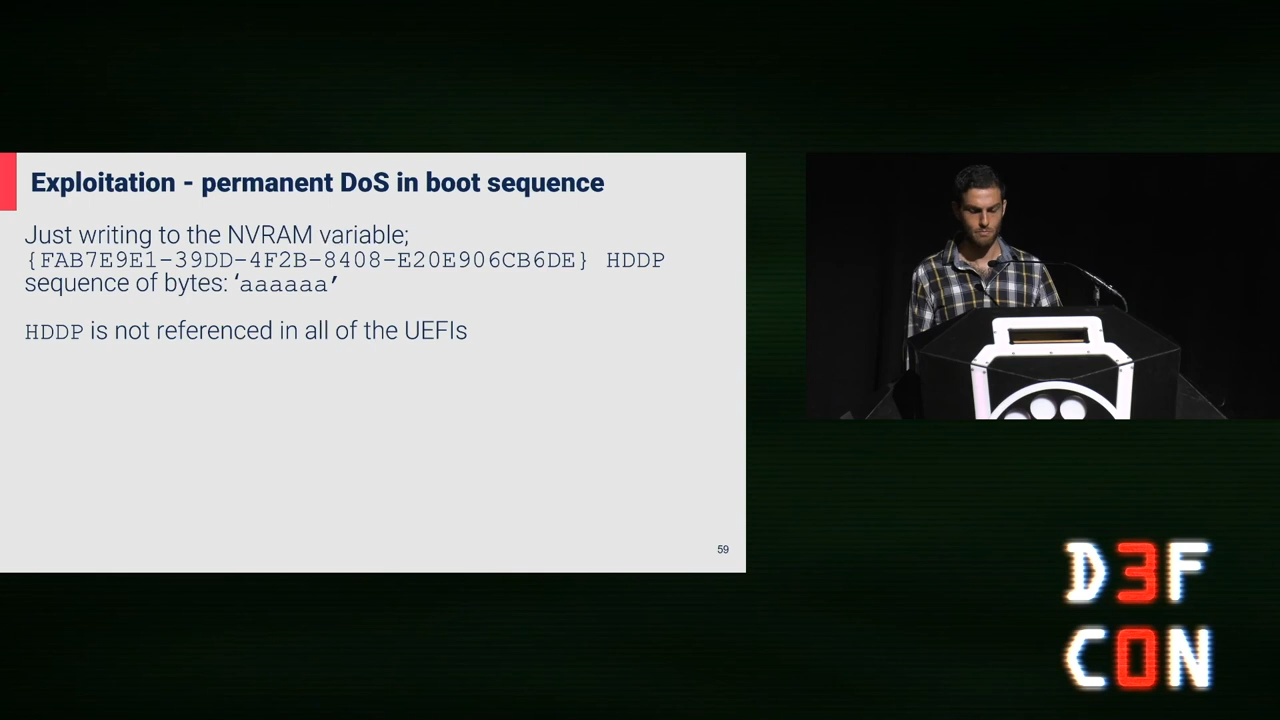 Exploitation - permanent DoS in boot sequence
Just writing to the NVRAM variable;
{FAB7E9E1-39DD-4F2B-8408-E20E906CB6DE} HDDP
sequence of bytes: ‘aaaaaa’
HDDP is not referenced in all of the UEFIs
59
D3F
C0N